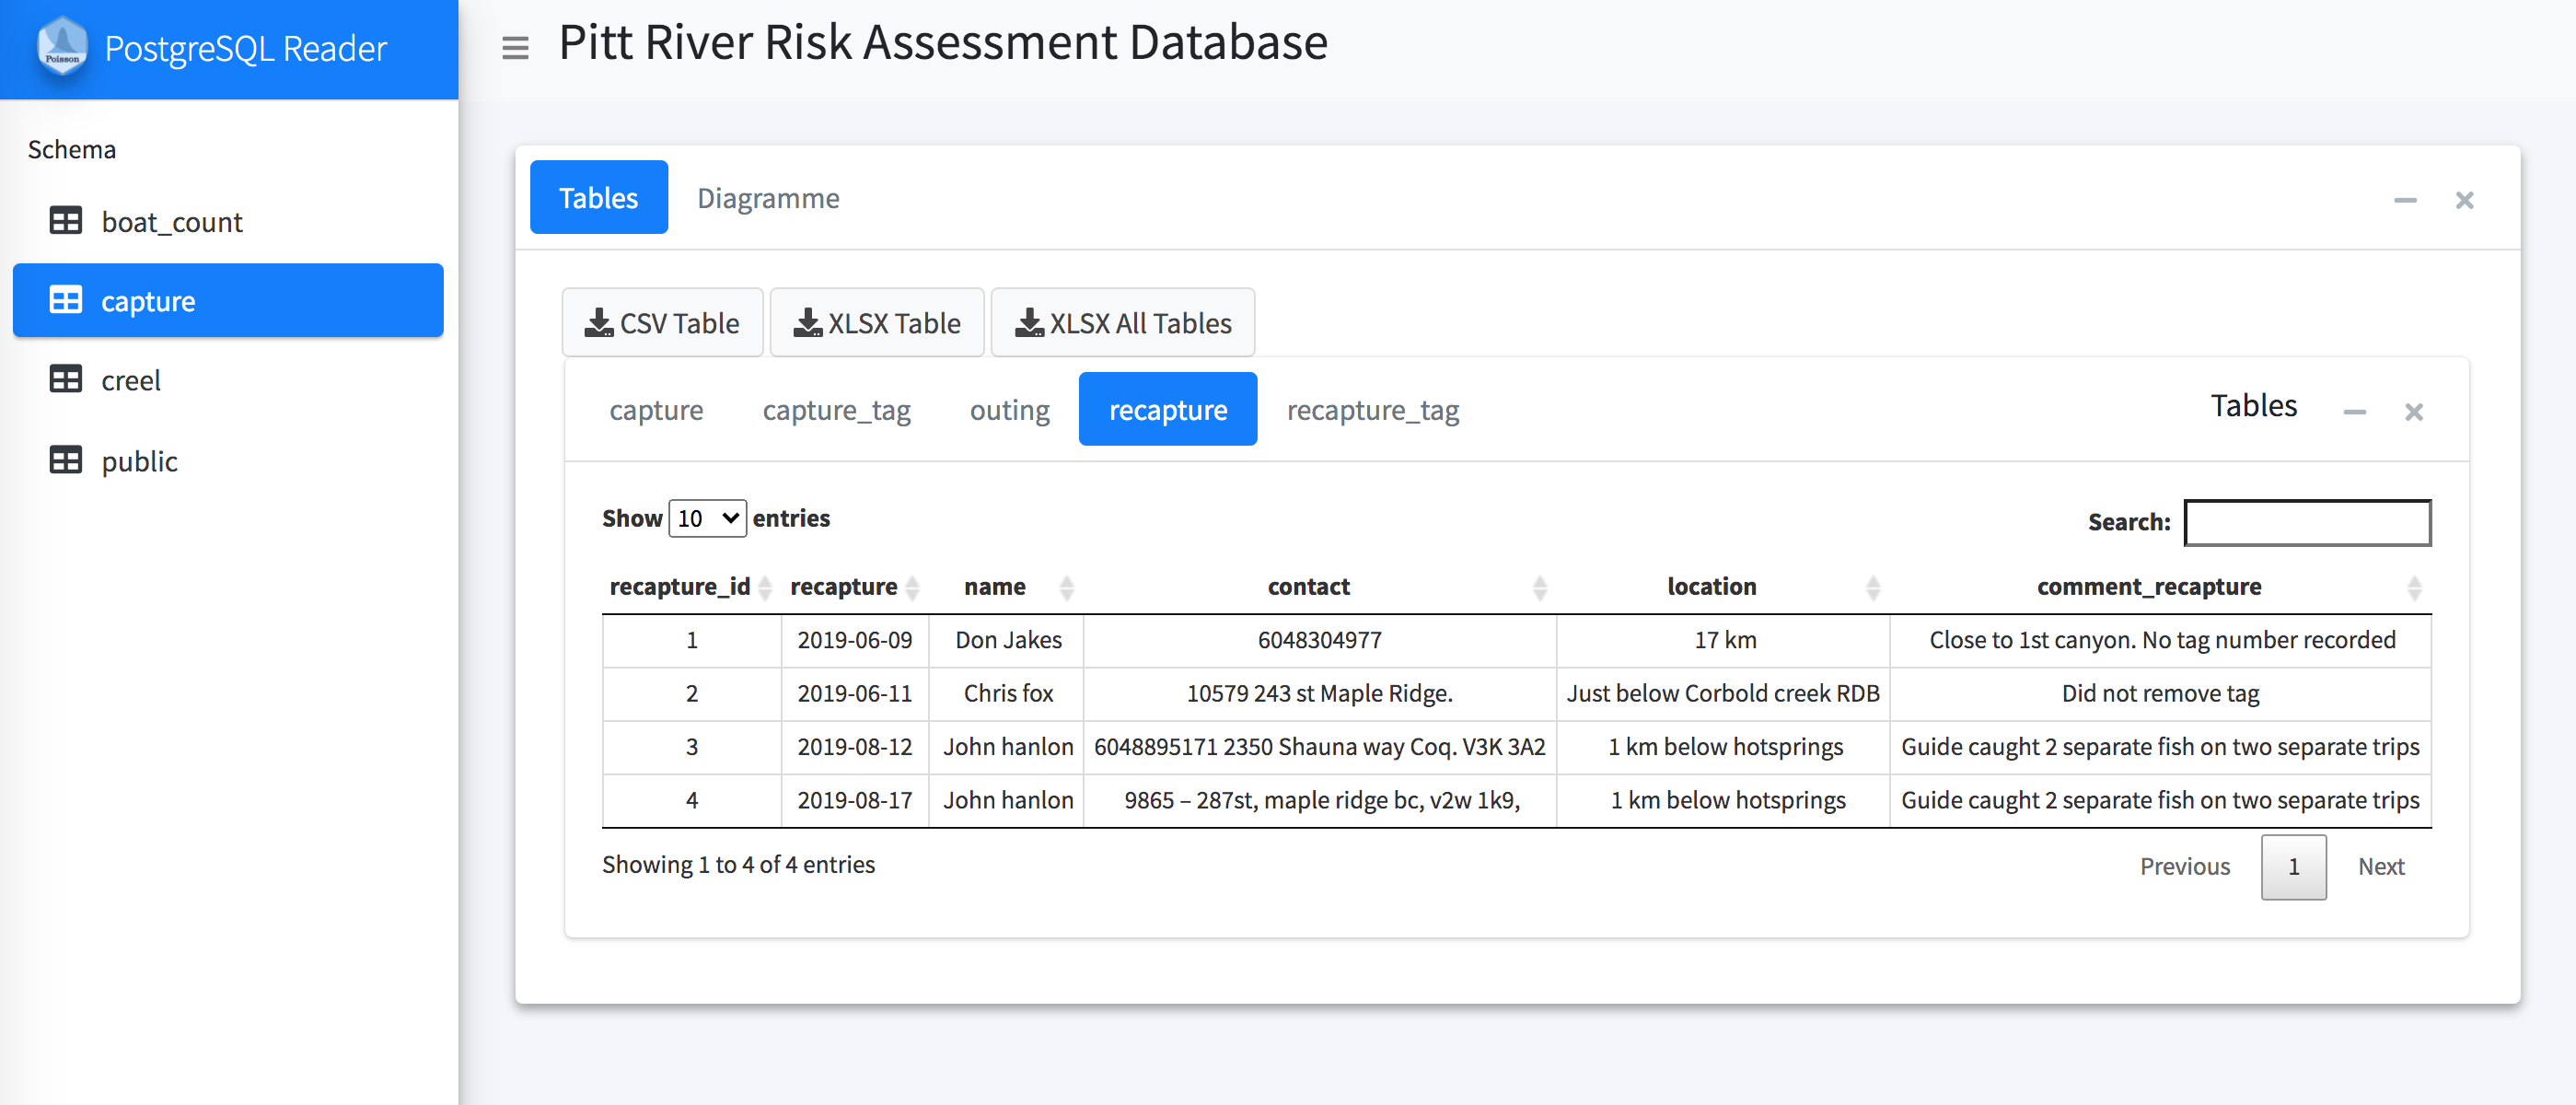 Poisson
PostgreSQL Reader
Pitt River Risk Assessment Database
Schema
boat_count
capture
creel
public
Tables Diagramme
CSV Table XLSX Table XLSX All Tables
capture capture_tag outing recapture recapture_tag Tables
Show 10 entries Search:
recapture_id recapture name contact location comment_recapture
1 2019-06-09 Don Jakes 6048304977 17 km Close to 1st canyon. No tag number recorded
2 2019-06-11 Chris fox 10579 243 st Maple Ridge. Just below Corbold creek RDB Did not remove tag
3 2019-08-12 John hanlon 6048895171 2350 Shauna way Coq. V3K 3A2 1 km below hotsprings Guide caught 2 separate fish on two separate trips
4 2019-08-17 John hanlon 9865 – 287st, maple ridge bc, v2w 1k9, 1 km below hotsprings Guide caught 2 separate fish on two separate trips
Showing 1 to 4 of 4 entries Previous 1 Next